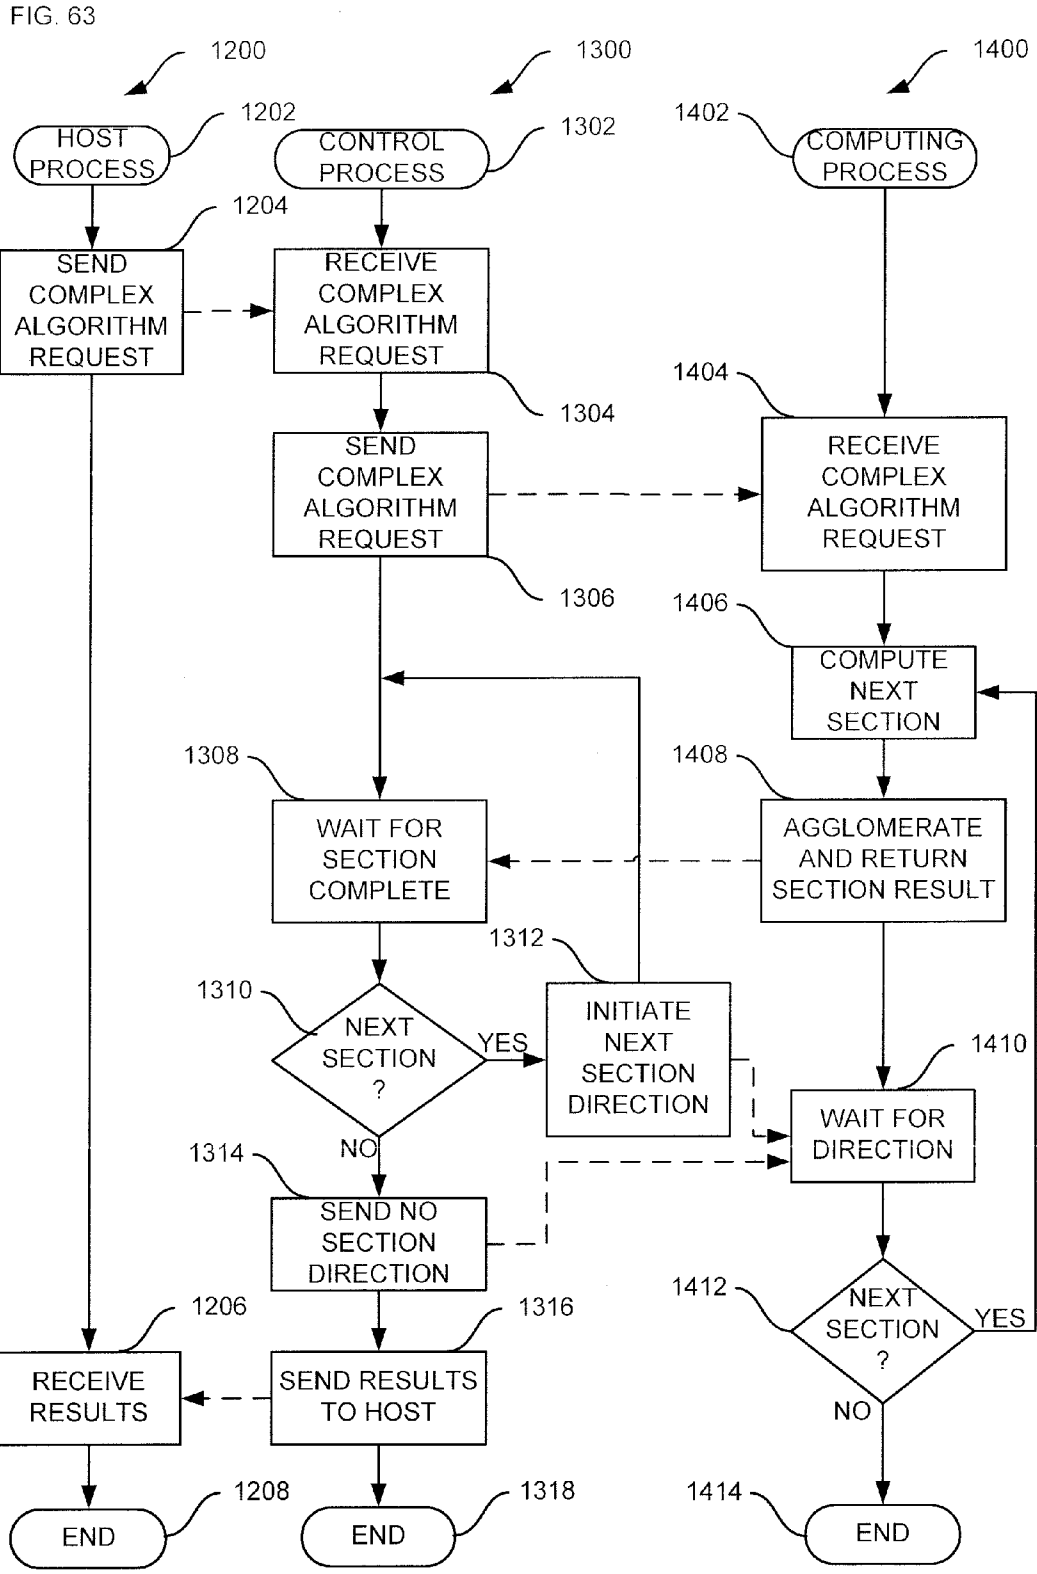 FIG. 63
1200
1300
1400
1202
1302
1402
HOST
PROCESS
CONTROL
PROCESS
COMPUTING
PROCESS
1204
SEND
COMPLEX
ALGORITHM
REQUEST
RECEIVE
COMPLEX
ALGORITHM
REQUEST
1304
1404
SEND
COMPLEX
ALGORITHM
REQUEST
RECEIVE
COMPLEX
ALGORITHM
REQUEST
1306
1406
COMPUTE
NEXT
SECTION
1308
1408
WAIT FOR
SECTION
COMPLETE
AGGLOMERATE
AND RETURN
SECTION RESULT
1312
1310
NEXT
SECTION
?
YES
INITIATE
NEXT
SECTION
DIRECTION
1410
WAIT FOR
DIRECTION
NO
1314
SEND NO
SECTION
DIRECTION
1412
NEXT
SECTION
?
YES
1206
1316
RECEIVE
RESULTS
SEND RESULTS
TO HOST
NO
1208
1318
1414
END
END
END